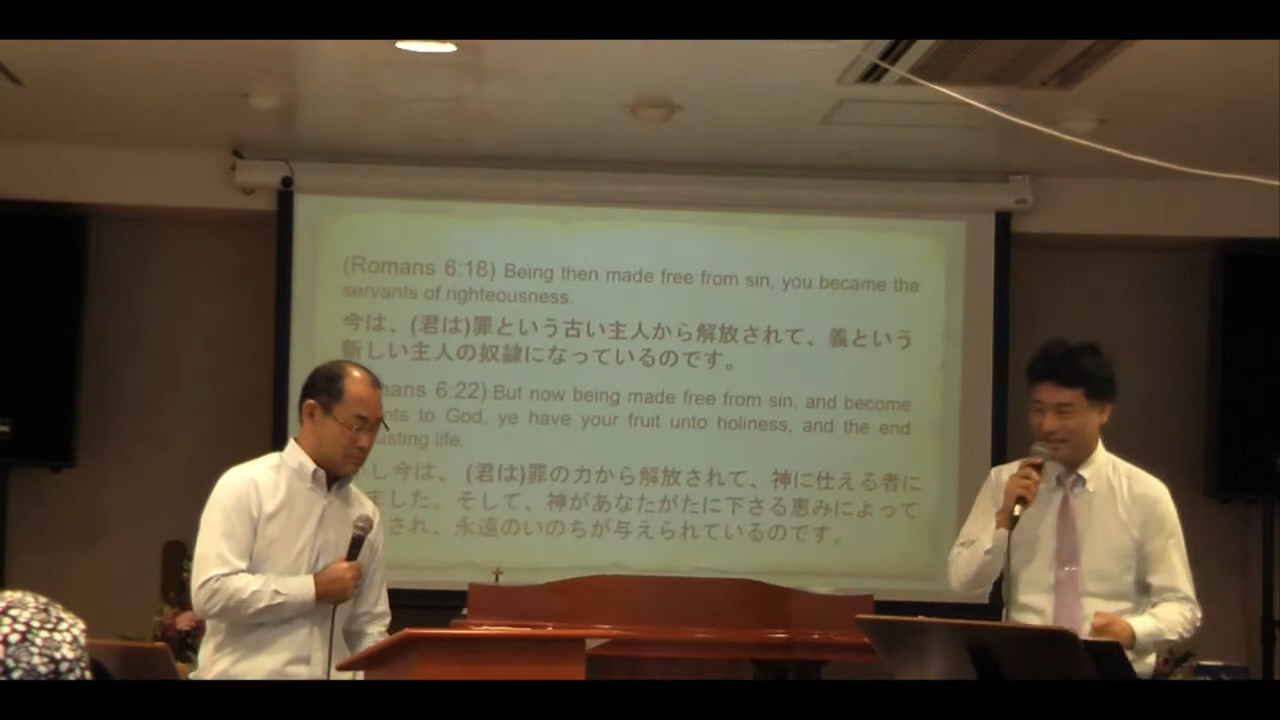 (Romans 6:18) Being then made free from sin, you became the
servants of righteousness.
今は、(君は)罪という古い主人から解放されて、義という
新しい主人の奴隷になっているのです。
mans 6:22) But now being made free from sin, and become
nts to God, ye have your fruit unto holiness, and the end
asting life.
し今は、 (君は)罪の力から解放されて、神に仕える者に
ました。そして、神があなたがたに下さる恵みによって
され、永遠のいのちが与えられているのです。